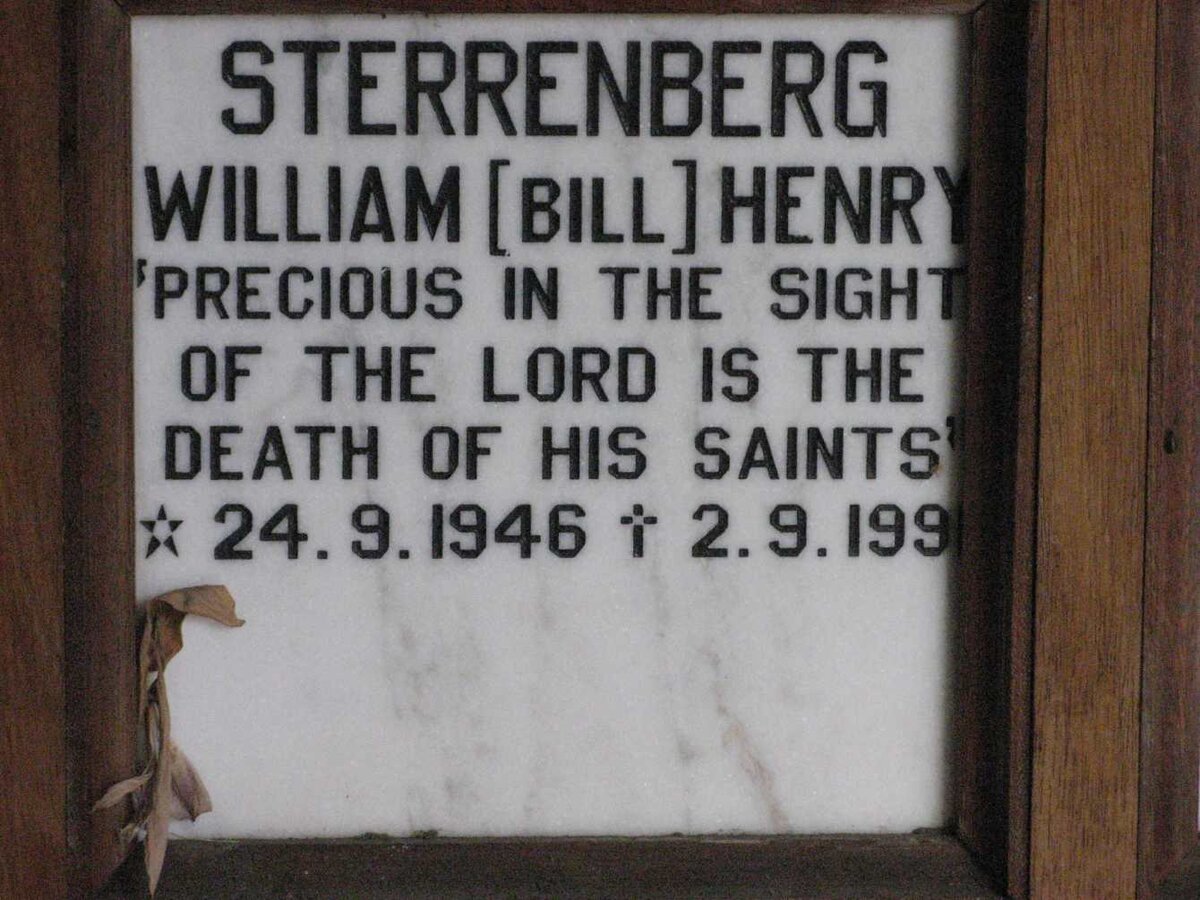 STERRENBERG
WILLIAM [BILL] HENRY
'PRECIOUS IN THE SIGHT
OF THE LORD IS THE
DEATH OF HIS SAINTS'
☆ 24.9.1946 ✝ 2.9.199